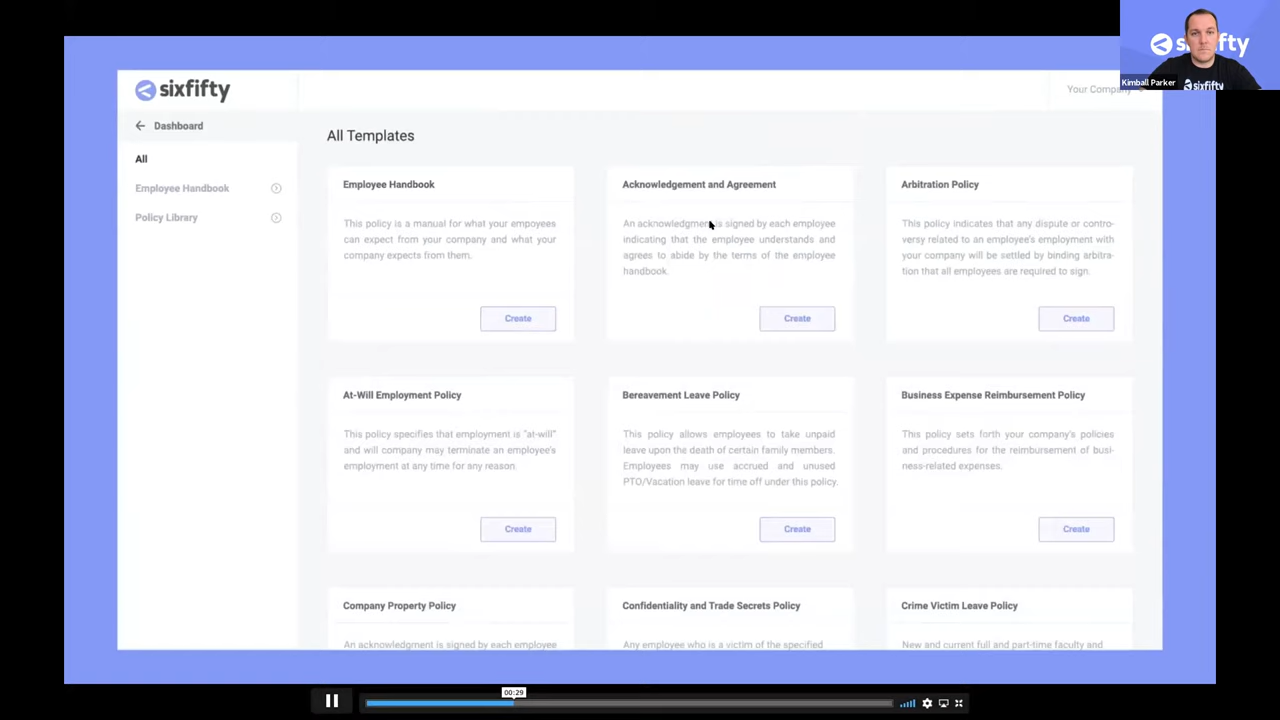 sixfifty
Kimball Parker
sixfifty
sixfifty
Your Company
Dashboard
All
Employee Handbook
Policy Library
All Templates
Employee Handbook
This policy is a manual for what your empoyees
can expect from your company and what your
company expects from them.
Create
Acknowledgement and Agreement
An acknowledgment is signed by each employee
indicating that the employee understands and
agrees to abide by the terms of the employee
handbook.
Create
Arbitration Policy
This policy indicates that any dispute or contro-
versy related to an employee's employment with
your company will be settled by binding arbitra-
tion that all employees are required to sign.
Create
At-Will Employment Policy
This policy specifies that employment is "at-will"
and will company may terminate an employee's
employment at any time for any reason.
Create
Bereavement Leave Policy
This policy allows employees to take unpaid
leave upon the death of certain family members.
Employees may use accrued and unused
PTO/Vacation leave for time off under this policy.
Create
Business Expense Reimbursement Policy
This policy sets forth your company's policies
and procedures for the reimbursement of busi-
ness-related expenses.
Create
Company Property Policy
An acknowledgment is signed by each employee
Confidentiality and Trade Secrets Policy
Any employee who is a victim of the specified
Crime Victim Leave Policy
New and current full and part-time faculty and
00:29